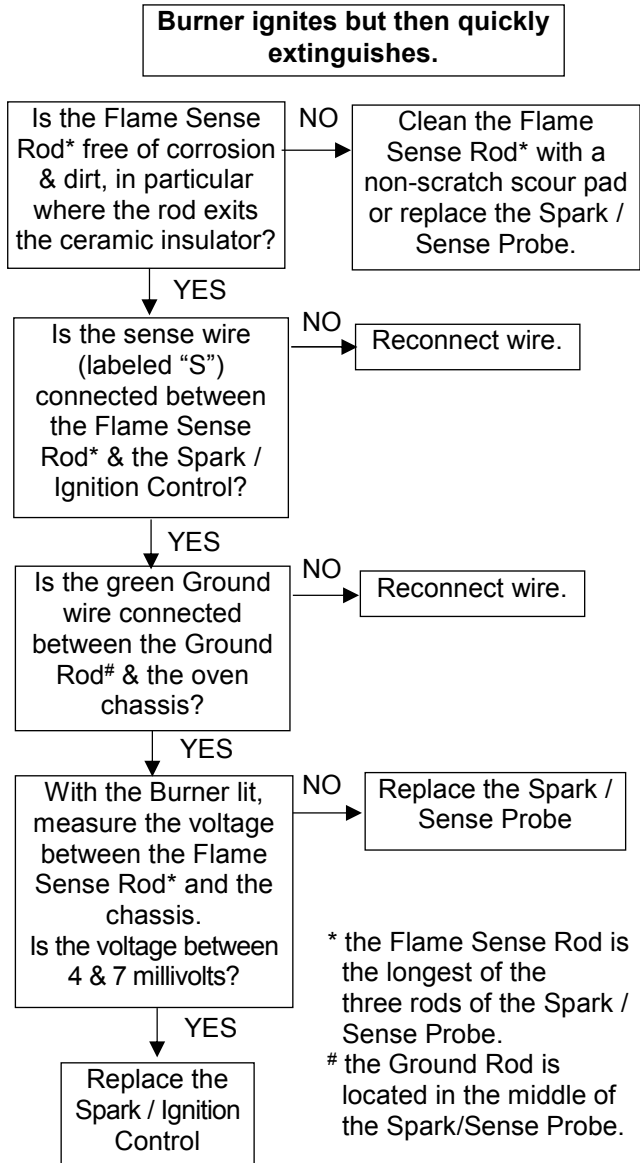 Burner ignites but then quickly
extinguishes.
Is the Flame Sense
Rod* free of corrosion
& dirt, in particular
where the rod exits
the ceramic insulator?
NO
Clean the Flame
Sense Rod* with a
non-scratch scour pad
or replace the Spark /
Sense Probe.
YES
Is the sense wire
(labeled “S”)
connected between
the Flame Sense
Rod* & the Spark /
Ignition Control?
NO
Reconnect wire.
YES
Is the green Ground
wire connected
between the Ground
Rod# & the oven
chassis?
NO
Reconnect wire.
YES
With the Burner lit,
measure the voltage
between the Flame
Sense Rod* and the
chassis.
Is the voltage between
4 & 7 millivolts?
NO
Replace the Spark /
Sense Probe
YES
Replace the
Spark / Ignition
Control
* the Flame Sense Rod is
the longest of the
three rods of the Spark /
Sense Probe.
# the Ground Rod is
located in the middle of
the Spark/Sense Probe.